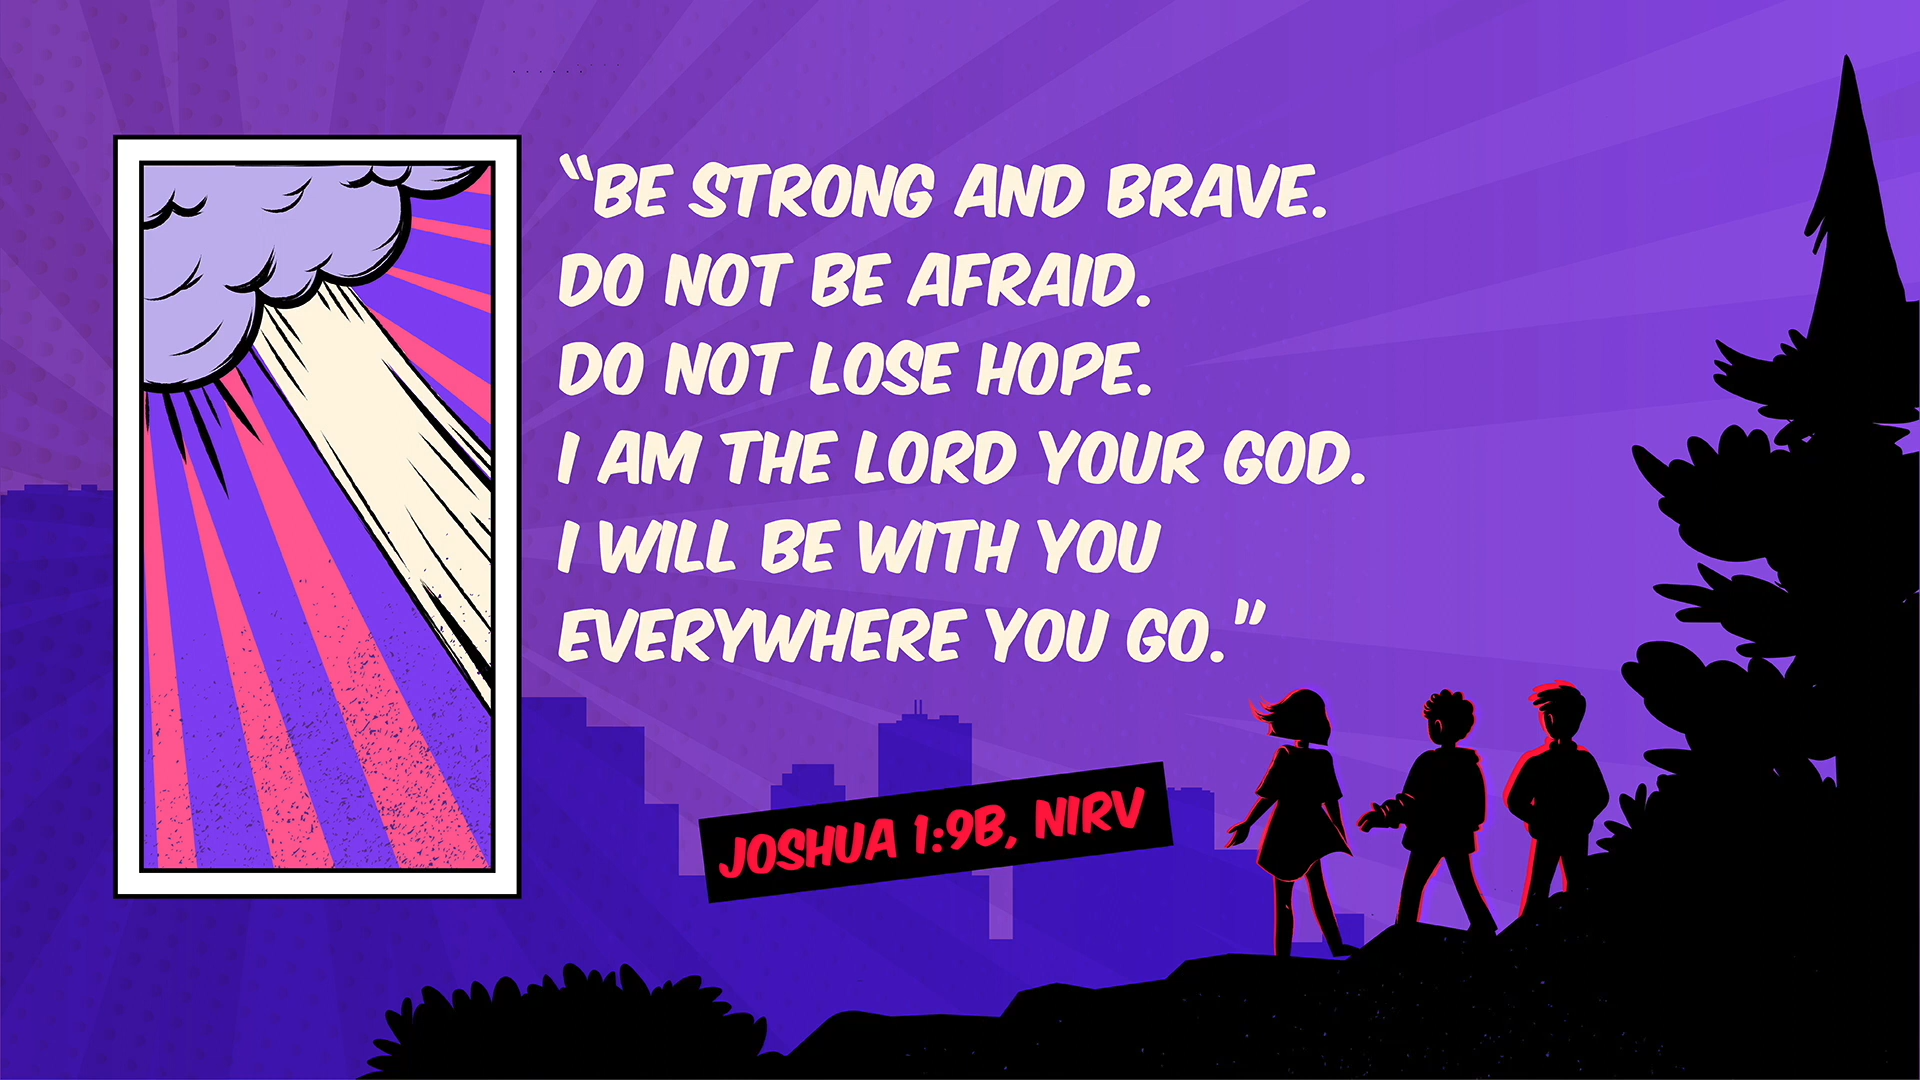 “BE STRONG AND BRAVE.
DO NOT BE AFRAID.
DO NOT LOSE HOPE.
I AM THE LORD YOUR GOD.
I WILL BE WITH YOU
EVERYWHERE YOU GO.”
JOSHUA 1:9B, NIRV